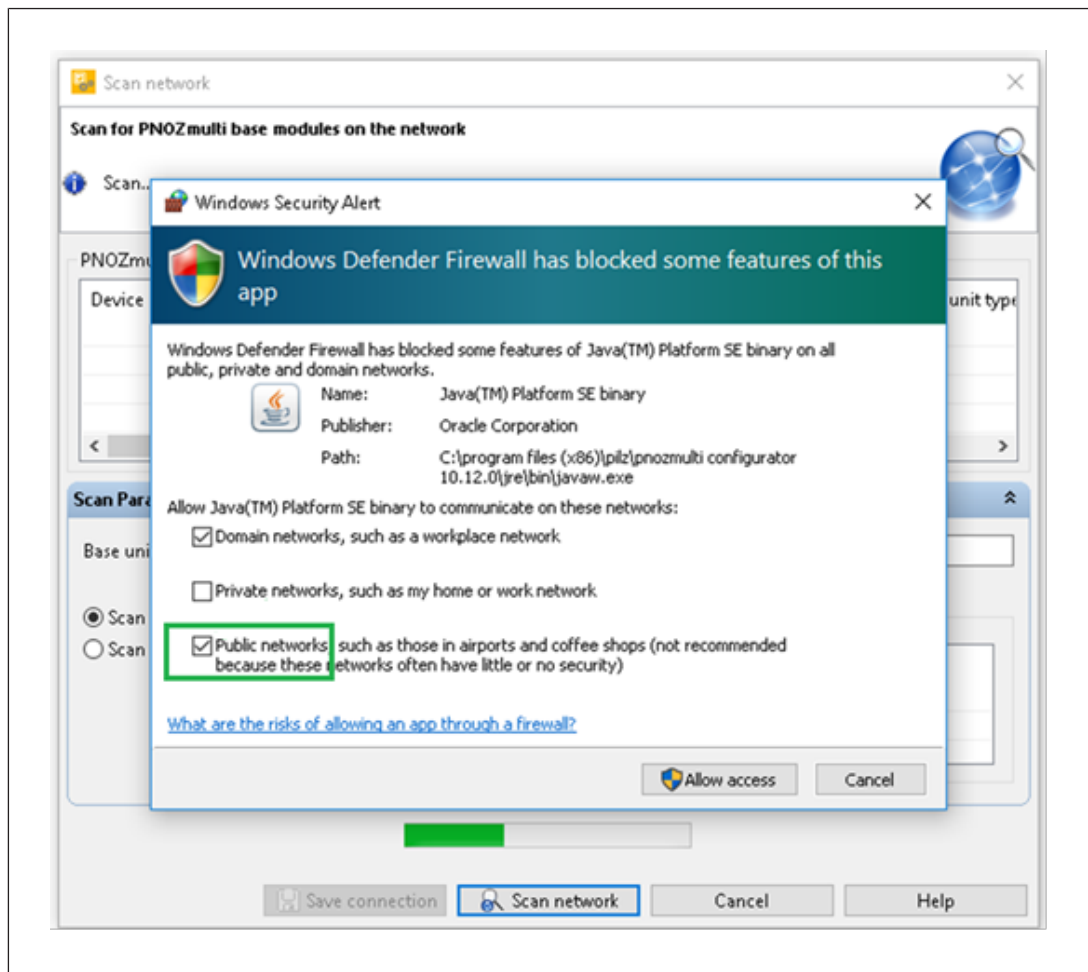 Scan network
Scan for PNOZmulti base modules on the network
Scan..
Windows Security Alert
Windows Defender Firewall has blocked some features of this
app
PNOZmu
Device
unit type
Windows Defender Firewall has blocked some features of Java(TM) Platform SE binary on all
public, private and domain networks.
Name: Java(TM) Platform SE binary
Publisher: Oracle Corporation
Path: C:\program files (x86)\pilz\pnozmulti configurator
10.12.0\jre\bin\javaw.exe
Scan Para
Allow Java(TM) Platform SE binary to communicate on these networks:
Domain networks, such as a workplace network
Base uni
Private networks, such as my home or work network
Scan
Scan
Public networks, such as those in airports and coffee shops (not recommended
because these networks often have little or no security)
What are the risks of allowing an app through a firewall?
Allow access Cancel
Save connection Scan network Cancel Help